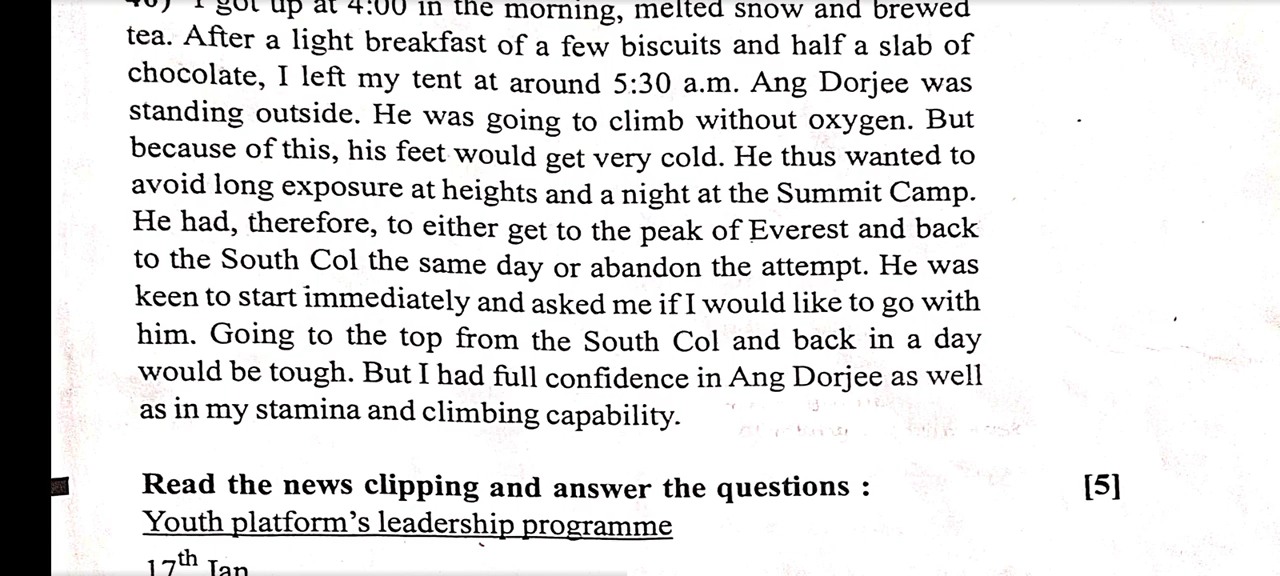 I got up at 4:00 in the morning, melted snow and brewed
tea. After a light breakfast of a few biscuits and half a slab of
chocolate, I left my tent at around 5:30 a.m. Ang Dorjee was
standing outside. He was going to climb without oxygen. But
because of this, his feet would get very cold. He thus wanted to
avoid long exposure at heights and a night at the Summit Camp.
He had, therefore, to either get to the peak of Everest and back
to the South Col the same day or abandon the attempt. He was
keen to start immediately and asked me if I would like to go with
him. Going to the top from the South Col and back in a day
would be tough. But I had full confidence in Ang Dorjee as well
as in my stamina and climbing capability.
Read the news clipping and answer the questions : [5]
Youth platform's leadership programme
17th Jan